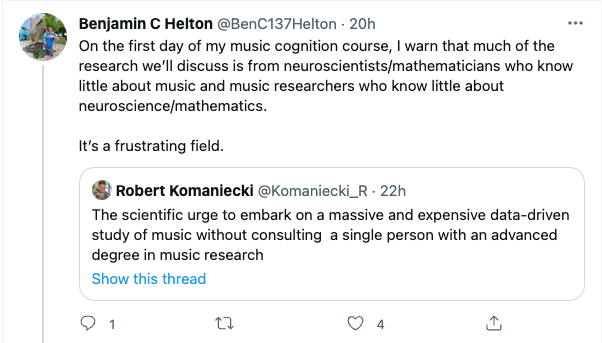 Benjamin C Helton @BenC137Helton · 20h
On the first day of my music cognition course, I warn that much of the
research we’ll discuss is from neuroscientists/mathematicians who know
little about music and music researchers who know little about
neuroscience/mathematics.
It’s a frustrating field.
Robert Komaniecki @Komaniecki_R · 22h
The scientific urge to embark on a massive and expensive data-driven
study of music without consulting a single person with an advanced
degree in music research
Show this thread
1 4